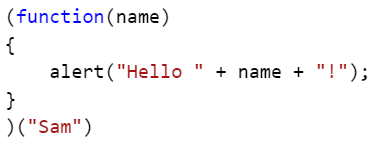 (function(name)
{
    alert("Hello " + name + "!");
}
)("Sam")